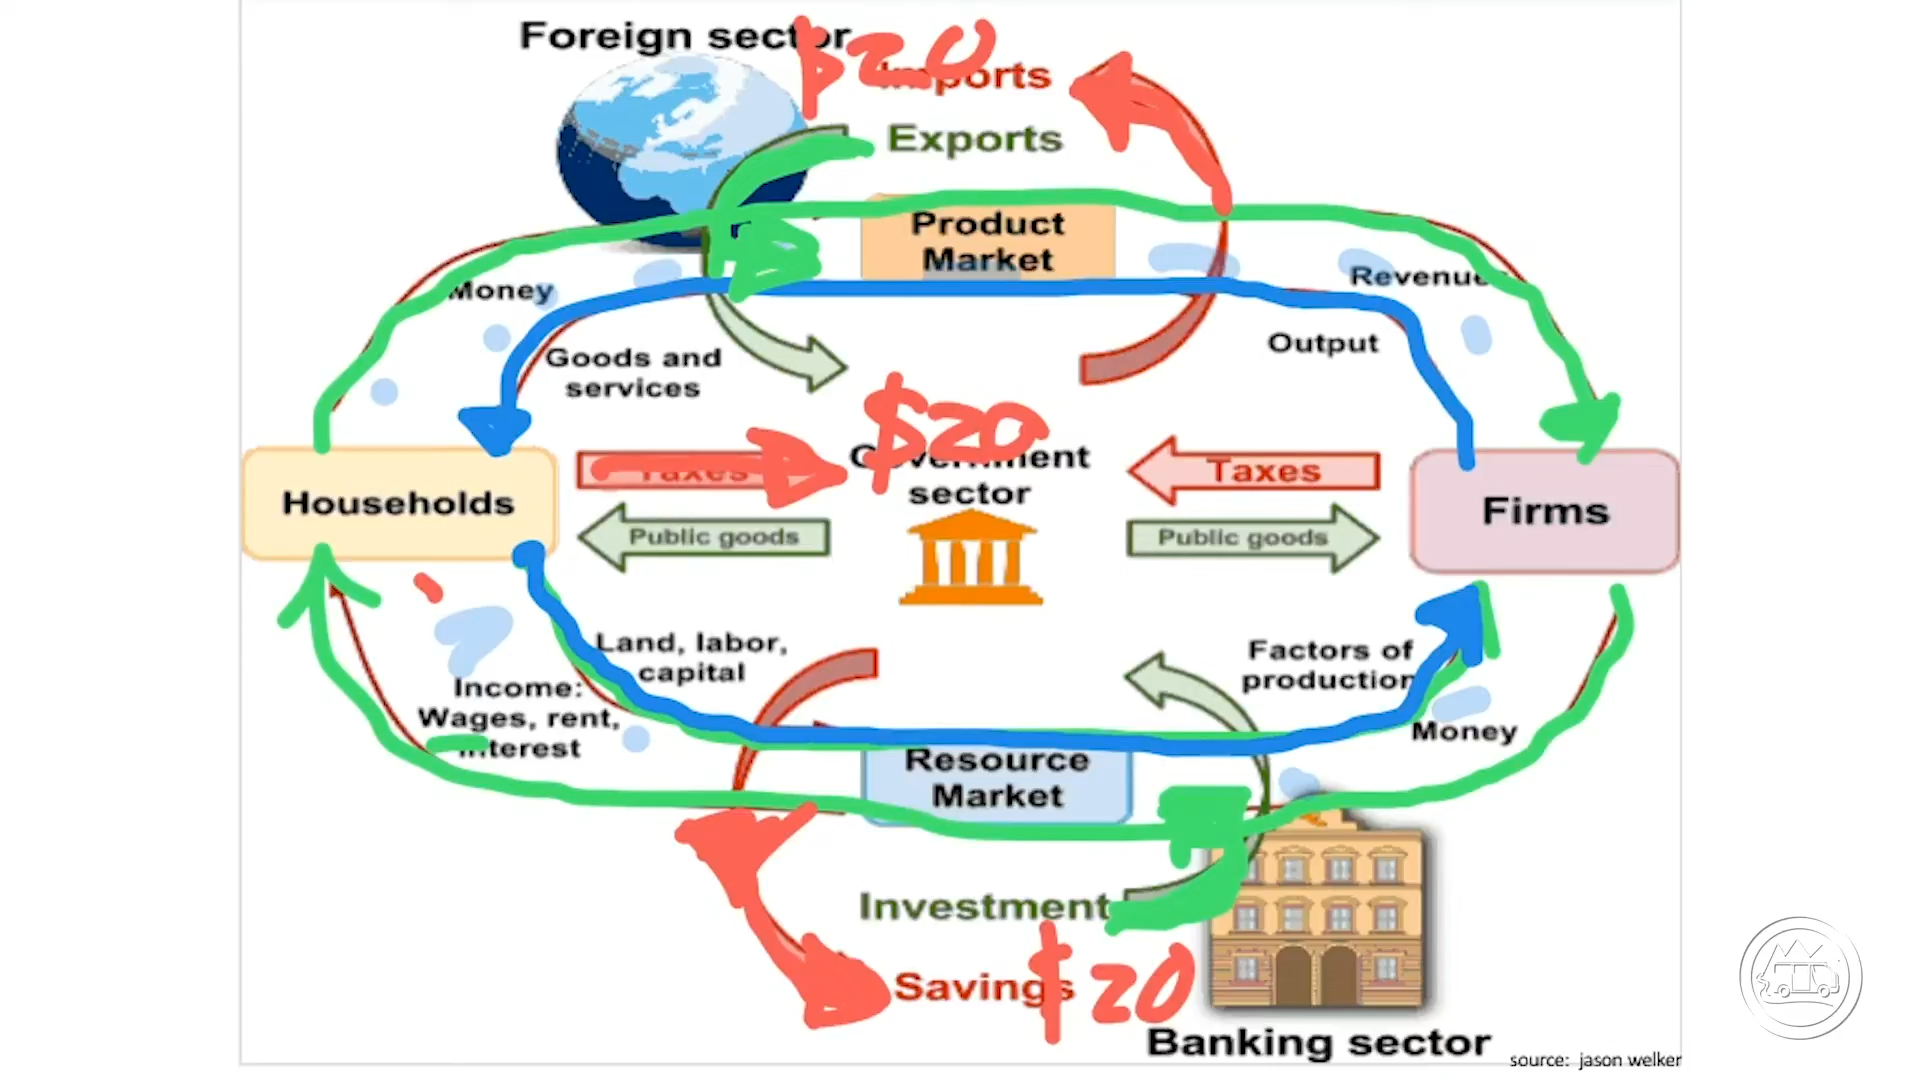 Foreign sector
$20
Imports
Exports
Product
Market
Money
Revenue
Goods and
services
Output
$20
Taxes
Government
sector
Taxes
Households
Firms
Public goods
Public goods
Land, labor,
capital
Factors of
production
Income:
Wages, rent,
interest
Money
Resource
Market
Investment
Savings
$20
Banking sector
source: jason welker